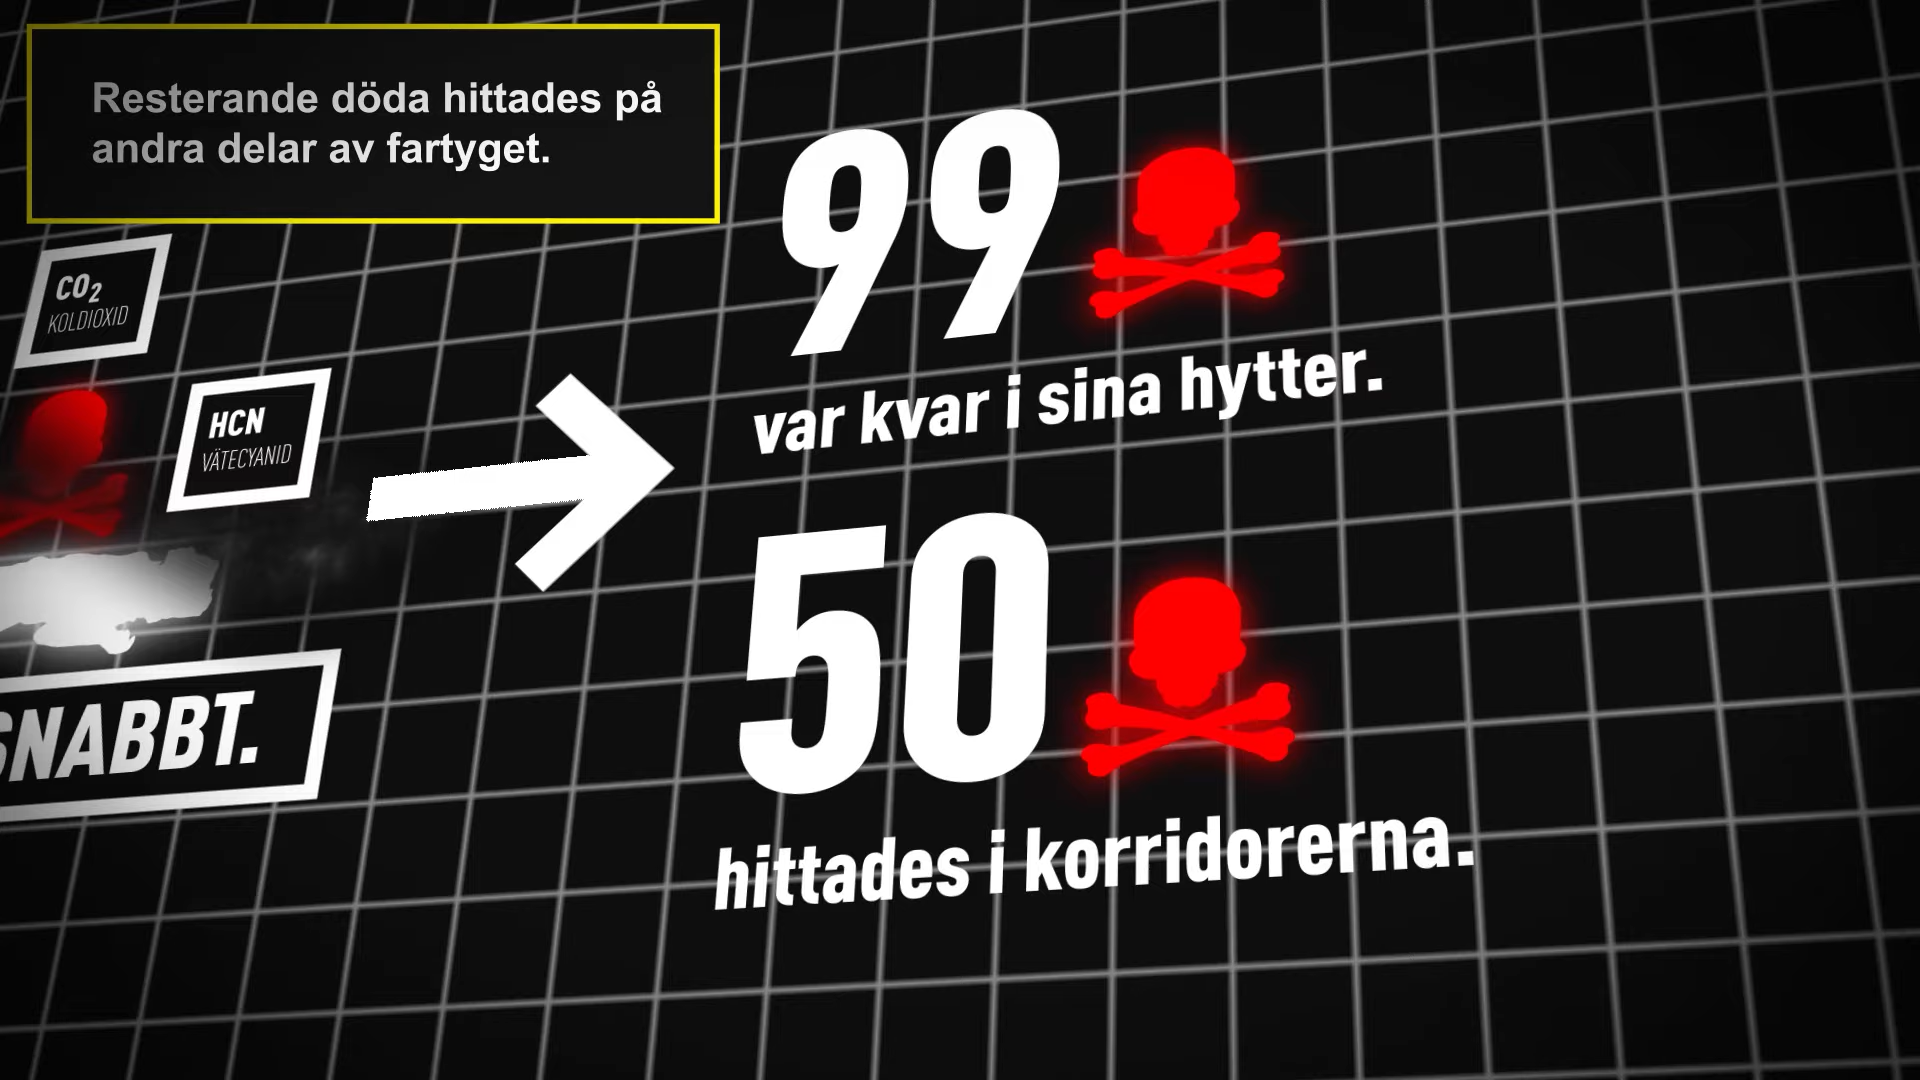 Resterande döda hittades på
andra delar av fartyget.
CO₂
KOLDIOXID
HCN
VÄTECYANID
SNABBT.
99
var kvar i sina hytter.
50
hittades i korridorerna.